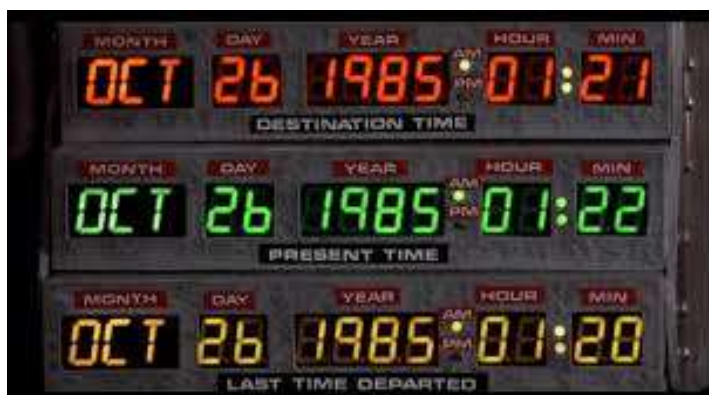 MONTH DAY YEAR AM HOUR MIN
OCT 26 1985 PM 01:21
DESTINATION TIME
MONTH DAY YEAR AM HOUR MIN
OCT 26 1985 PM 01:22
PRESENT TIME
MONTH DAY YEAR AM HOUR MIN
OCT 26 1985 PM 01:20
LAST TIME DEPARTED